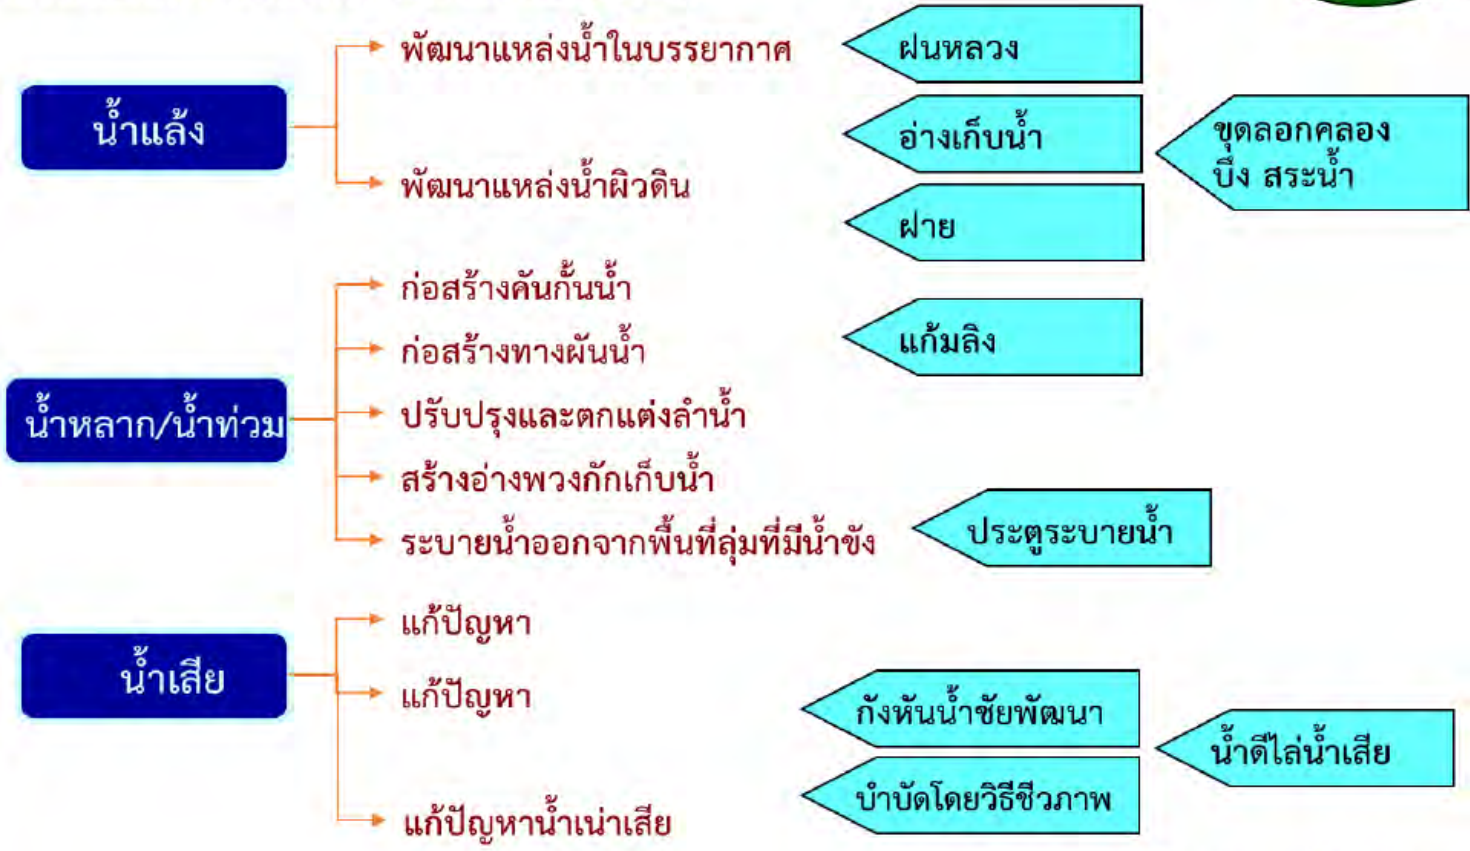 พัฒนาแหล่งน้ำในบรรยากาศ
ฝนหลวง
น้ำแล้ง
อ่างเก็บน้ำ
ขุดลอกคลอง
บึง สระน้ำ
พัฒนาแหล่งน้ำผิวดิน
ฝาย
ก่อสร้างคันกั้นน้ำ
ก่อสร้างทางผันน้ำ
แก้มลิง
น้ำหลาก/น้ำท่วม
ปรับปรุงและตกแต่งลำน้ำ
สร้างอ่างพวงกักเก็บน้ำ
ระบายน้ำออกจากพื้นที่ลุ่มที่มีน้ำขัง
ประตูระบายน้ำ
แก้ปัญหา
น้ำเสีย
แก้ปัญหา
กังหันน้ำชัยพัฒนา
น้ำดีไล่น้ำเสีย
บำบัดโดยวิธีชีวภาพ
แก้ปัญหาน้ำเน่าเสีย